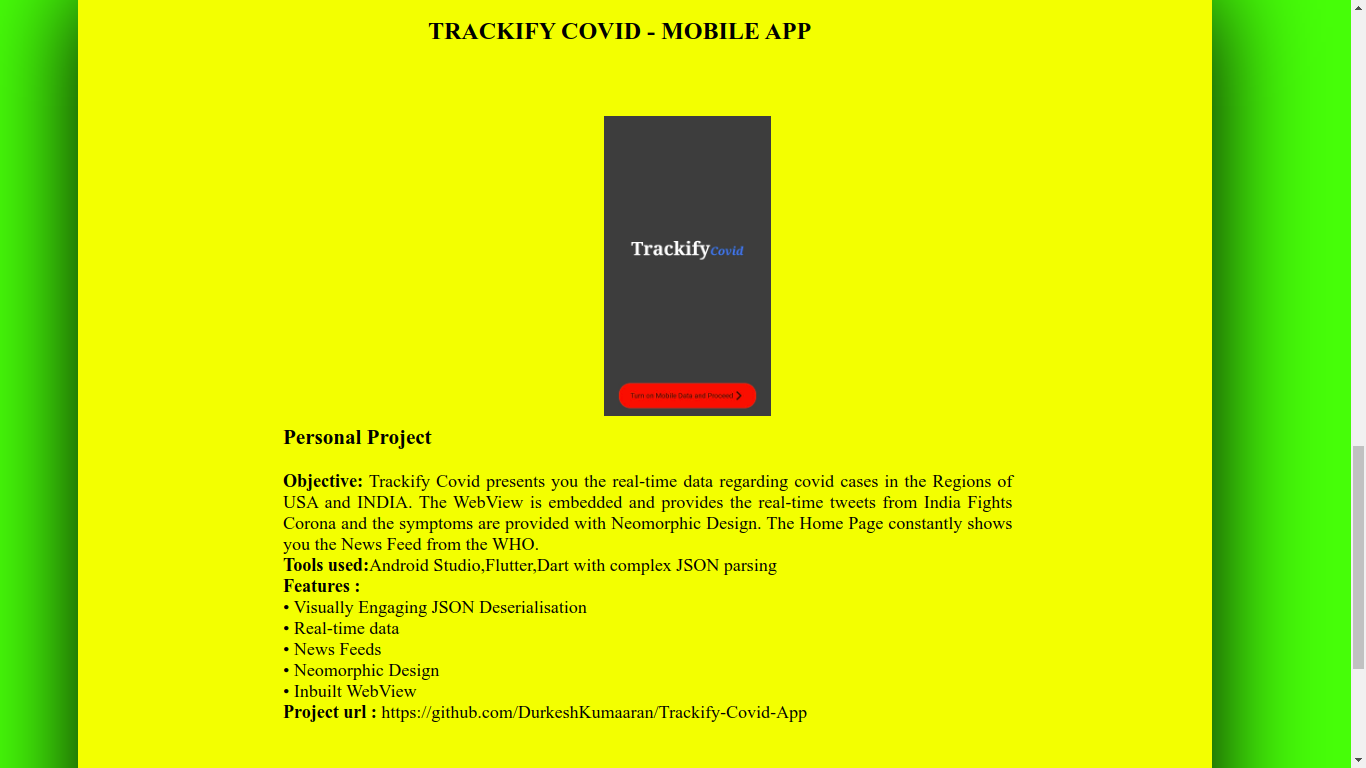 TRACKIFY COVID - MOBILE APP
TrackifyCovid
Turn on Mobile Data and Proceed
Personal Project
Objective: Trackify Covid presents you the real-time data regarding covid cases in the Regions of
USA and INDIA. The WebView is embedded and provides the real-time tweets from India Fights
Corona and the symptoms are provided with Neomorphic Design. The Home Page constantly shows
you the News Feed from the WHO.
Tools used:Android Studio,Flutter,Dart with complex JSON parsing
Features :
• Visually Engaging JSON Deserialisation
• Real-time data
• News Feeds
• Neomorphic Design
• Inbuilt WebView
Project url : https://github.com/DurkeshKumaaran/Trackify-Covid-App